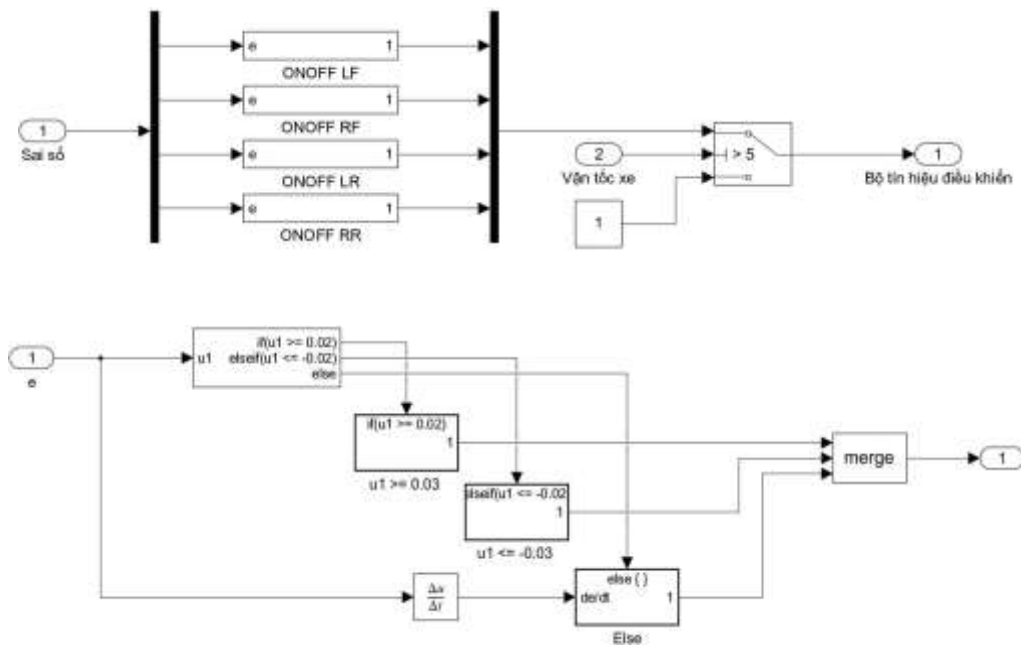 e 1
ONOFF LF
e 1
ONOFF RF
1
Sai số
e 1
ONOFF LR
e 1
ONOFF RR
2
Vận tốc xe
> 5
1
1
Bộ tín hiệu điều khiển
1
e
u1
if(u1 >= 0.02)
elseif(u1 <= -0.02)
else
if(u1 >= 0.02)
1
u1 >= 0.03
elseif(u1 <= -0.02
1
u1 <= -0.03
merge
1
Δu
Δt
else { }
de/dt 1
Else